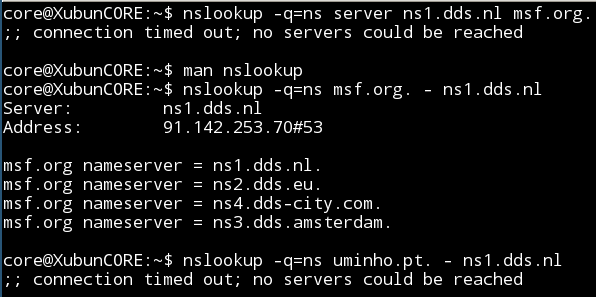 core@XubunCORE:~$ nslookup -q=ns server ns1.dds.nl msf.org.
;; connection timed out; no servers could be reached
core@XubunCORE:~$ man nslookup
core@XubunCORE:~$ nslookup -q=ns msf.org. - ns1.dds.nl
Server: ns1.dds.nl
Address: 91.142.253.70#53
msf.org nameserver = ns1.dds.nl.
msf.org nameserver = ns2.dds.eu.
msf.org nameserver = ns4.dds-city.com.
msf.org nameserver = ns3.dds.amsterdam.
core@XubunCORE:~$ nslookup -q=ns uminho.pt. - ns1.dds.nl
;; connection timed out; no servers could be reached